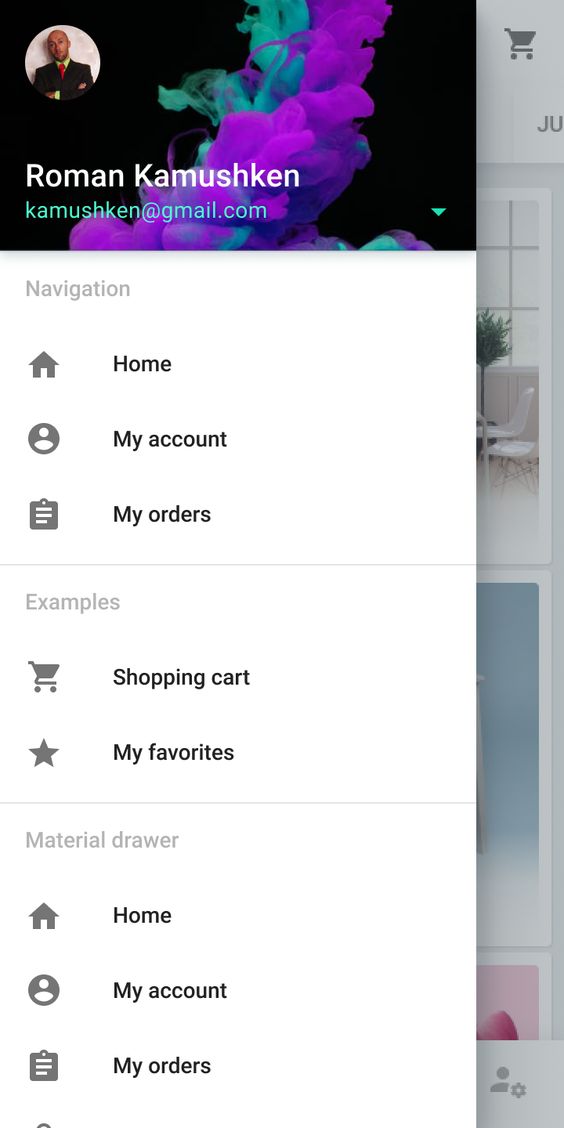 Roman Kamushken
kamushken@gmail.com
JU
Navigation
Home
My account
My orders
Examples
Shopping cart
My favorites
Material drawer
Home
My account
My orders